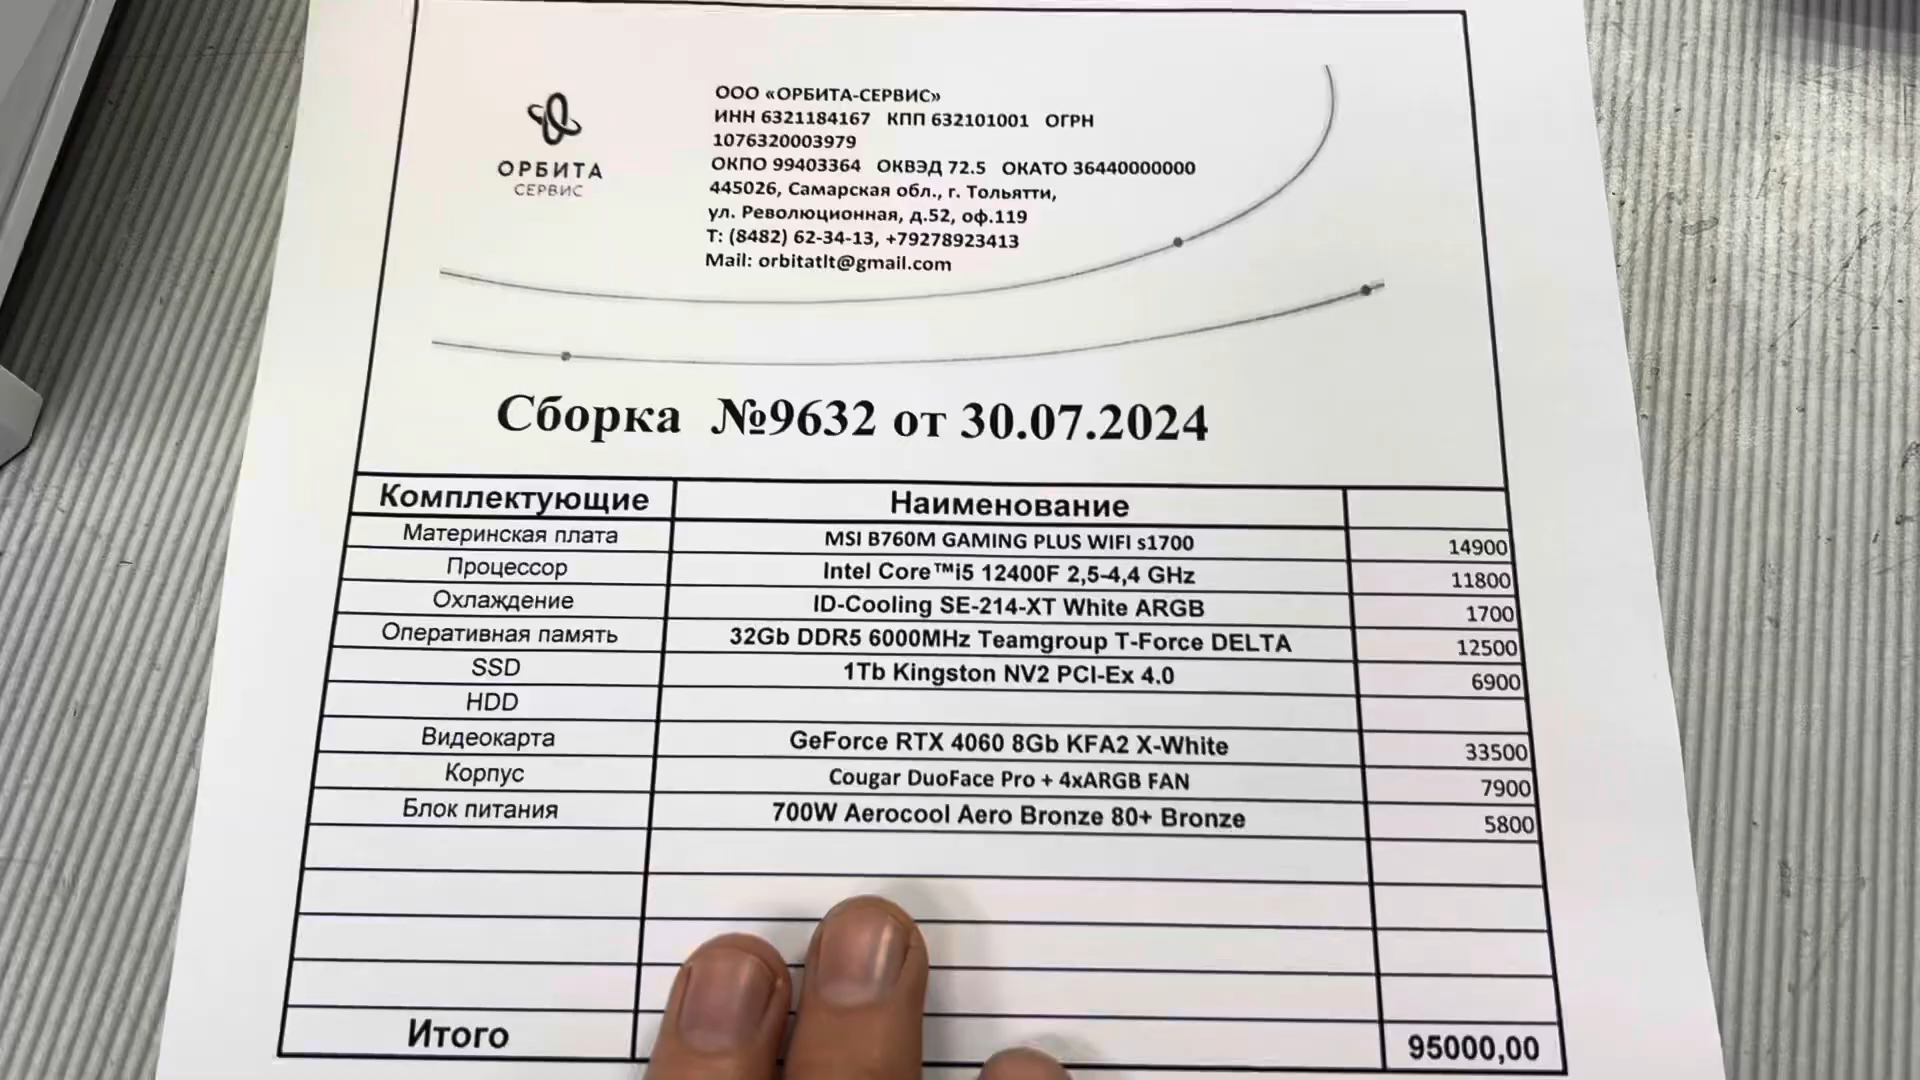 ОРБИТА
СЕРВИС
ООО «ОРБИТА-СЕРВИС»
ИНН 6321184167 КПП 632101001 ОГРН
1076320003979
ОКПО 99403364 ОКВЭД 72.5 ОКАТО 36440000000
445026, Самарская обл., г. Тольятти,
ул. Революционная, д.52, оф.119
Т: (8482) 62-34-13, +79278923413
Mail: orbitatlt@gmail.com
Сборка №9632 от 30.07.2024
Комплектующие Наименование
Материнская плата MSI B760M GAMING PLUS WIFI s1700 14900
Процессор Intel Core™i5 12400F 2,5-4,4 GHz 11800
Охлаждение ID-Cooling SE-214-XT White ARGB 1700
Оперативная память 32Gb DDR5 6000MHz Teamgroup T-Force DELTA 12500
SSD 1Tb Kingston NV2 PCI-Ex 4.0 6900
HDD
Видеокарта GeForce RTX 4060 8Gb KFA2 X-White 33500
Корпус Cougar DuoFace Pro + 4xARGB FAN 7900
Блок питания 700W Aerocool Aero Bronze 80+ Bronze 5800
Итого 95000,00